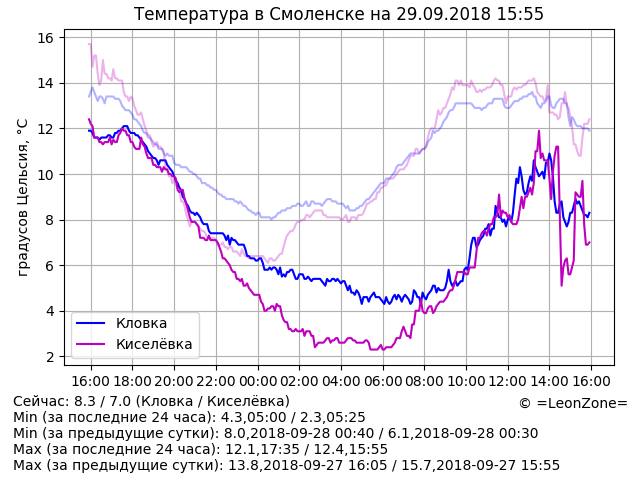 Температура в Смоленске на 29.09.2018 15:55
градусов Цельсия, °C
16
14
12
10
8
6
4
2
Кловка
Киселёвка
16:00 18:00 20:00 22:00 00:00 02:00 04:00 06:00 08:00 10:00 12:00 14:00 16:00
Сейчас: 8.3 / 7.0 (Кловка / Киселёвка)
© =LeonZone=
Min (за последние 24 часа): 4.3,05:00 / 2.3,05:25
Min (за предыдущие сутки): 8.0,2018-09-28 00:40 / 6.1,2018-09-28 00:30
Max (за последние 24 часа): 12.1,17:35 / 12.4,15:55
Max (за предыдущие сутки): 13.8,2018-09-27 16:05 / 15.7,2018-09-27 15:55